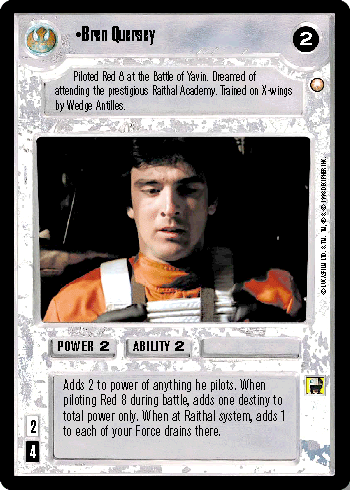 •Bren Quersey
2
Piloted Red 8 at the Battle of Yavin. Dreamed of
attending the prestigious Raithal Academy. Trained on X-wings
by Wedge Antilles.
POWER 2
ABILITY 2
Adds 2 to power of anything he pilots. When
piloting Red 8 during battle, adds one destiny to
total power only. When at Raithal system, adds 1
to each of your Force drains there.
2
4